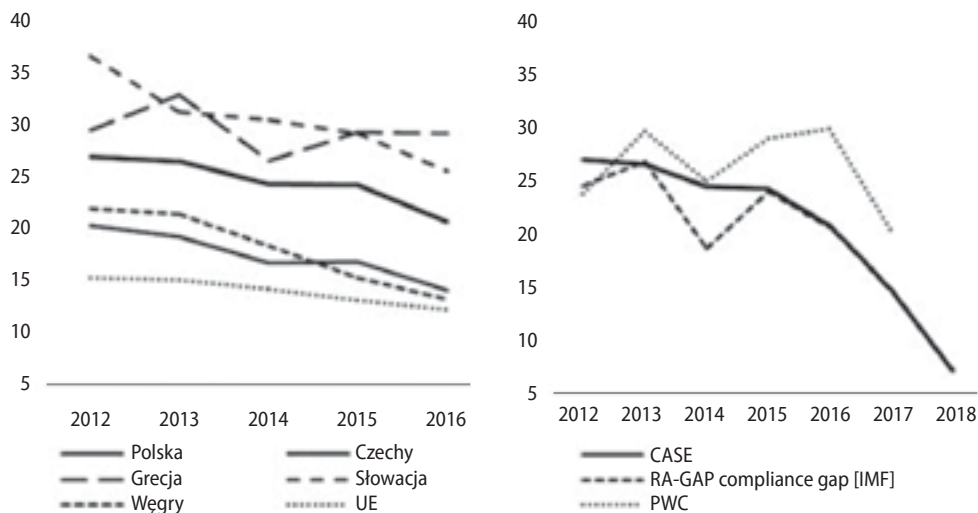 40
35
30
25
20
15
10
5
2012 2013 2014 2015 2016
Polska Czechy
Grecja Słowacja
Węgry UE
40
35
30
25
20
15
10
5
2012 2013 2014 2015 2016 2017 2018
CASE
RA-GAP compliance gap [IMF]
PWC